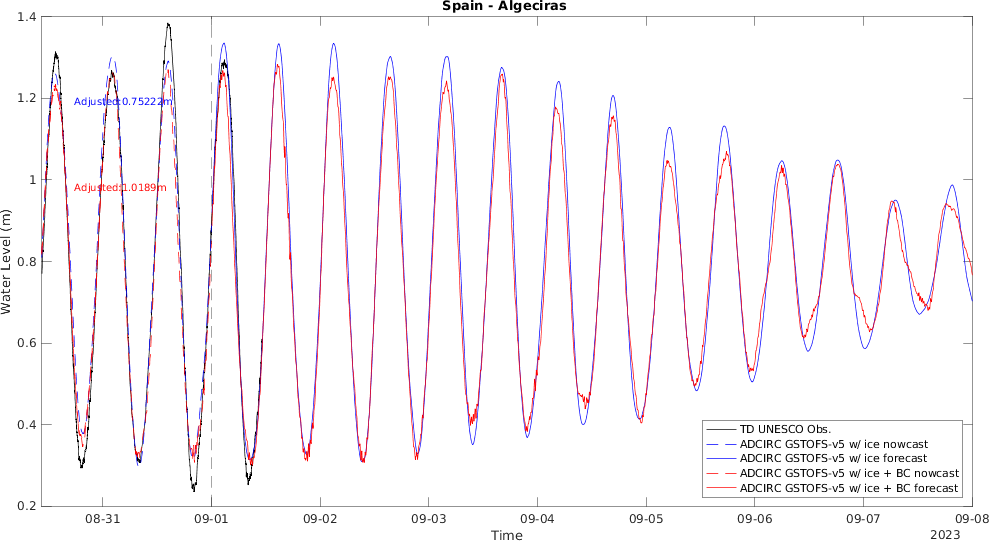 Spain - Algeciras
1.4
1.2
1
0.8
0.6
0.4
0.2
Water Level (m)
Adjusted:0.75222m
Adjusted:1.0189m
TD UNESCO Obs.
ADCIRC GSTOFS-v5 w/ ice nowcast
ADCIRC GSTOFS-v5 w/ ice forecast
ADCIRC GSTOFS-v5 w/ ice + BC nowcast
ADCIRC GSTOFS-v5 w/ ice + BC forecast
08-31 09-01 09-02 09-03 09-04 09-05 09-06 09-07 09-08
Time
2023